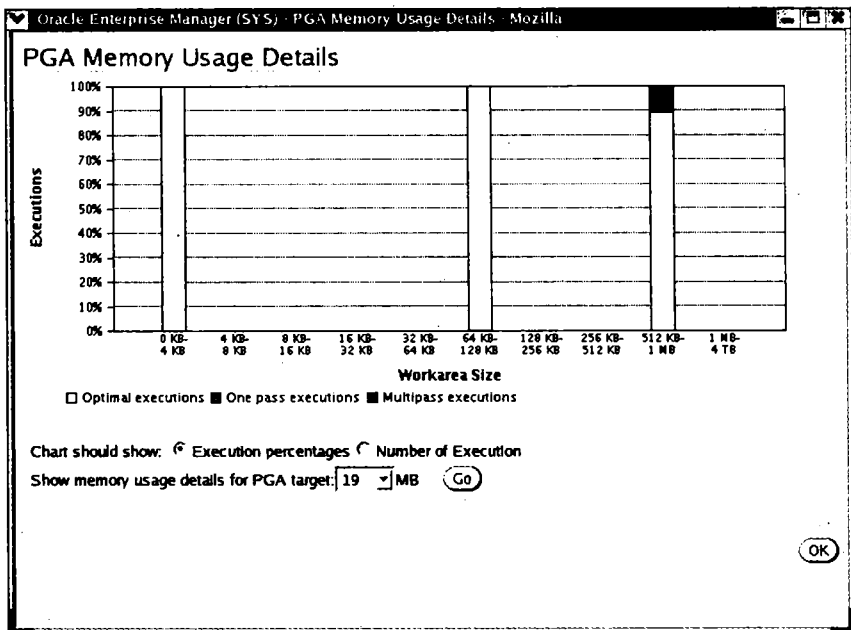 Oracle Enterprise Manager (SYS) - PGA Memory Usage Details - Mozilla
PGA Memory Usage Details
100%
90%
80%
70%
60%
50%
40%
30%
20%
10%
0%
Executions
0 KB- 4 KB- 8 KB- 16 KB- 32 KB- 64 KB- 128 KB- 256 KB- 512 KB- 1 MB-
4 KB 8 KB 16 KB 32 KB 64 KB 128 KB 256 KB 512 KB 1 MB 4 TB
Workarea Size
Optimal executions One pass executions Multipass executions
Chart should show: Execution percentages Number of Execution
Show memory usage details for PGA target: 19 MB Go
OK